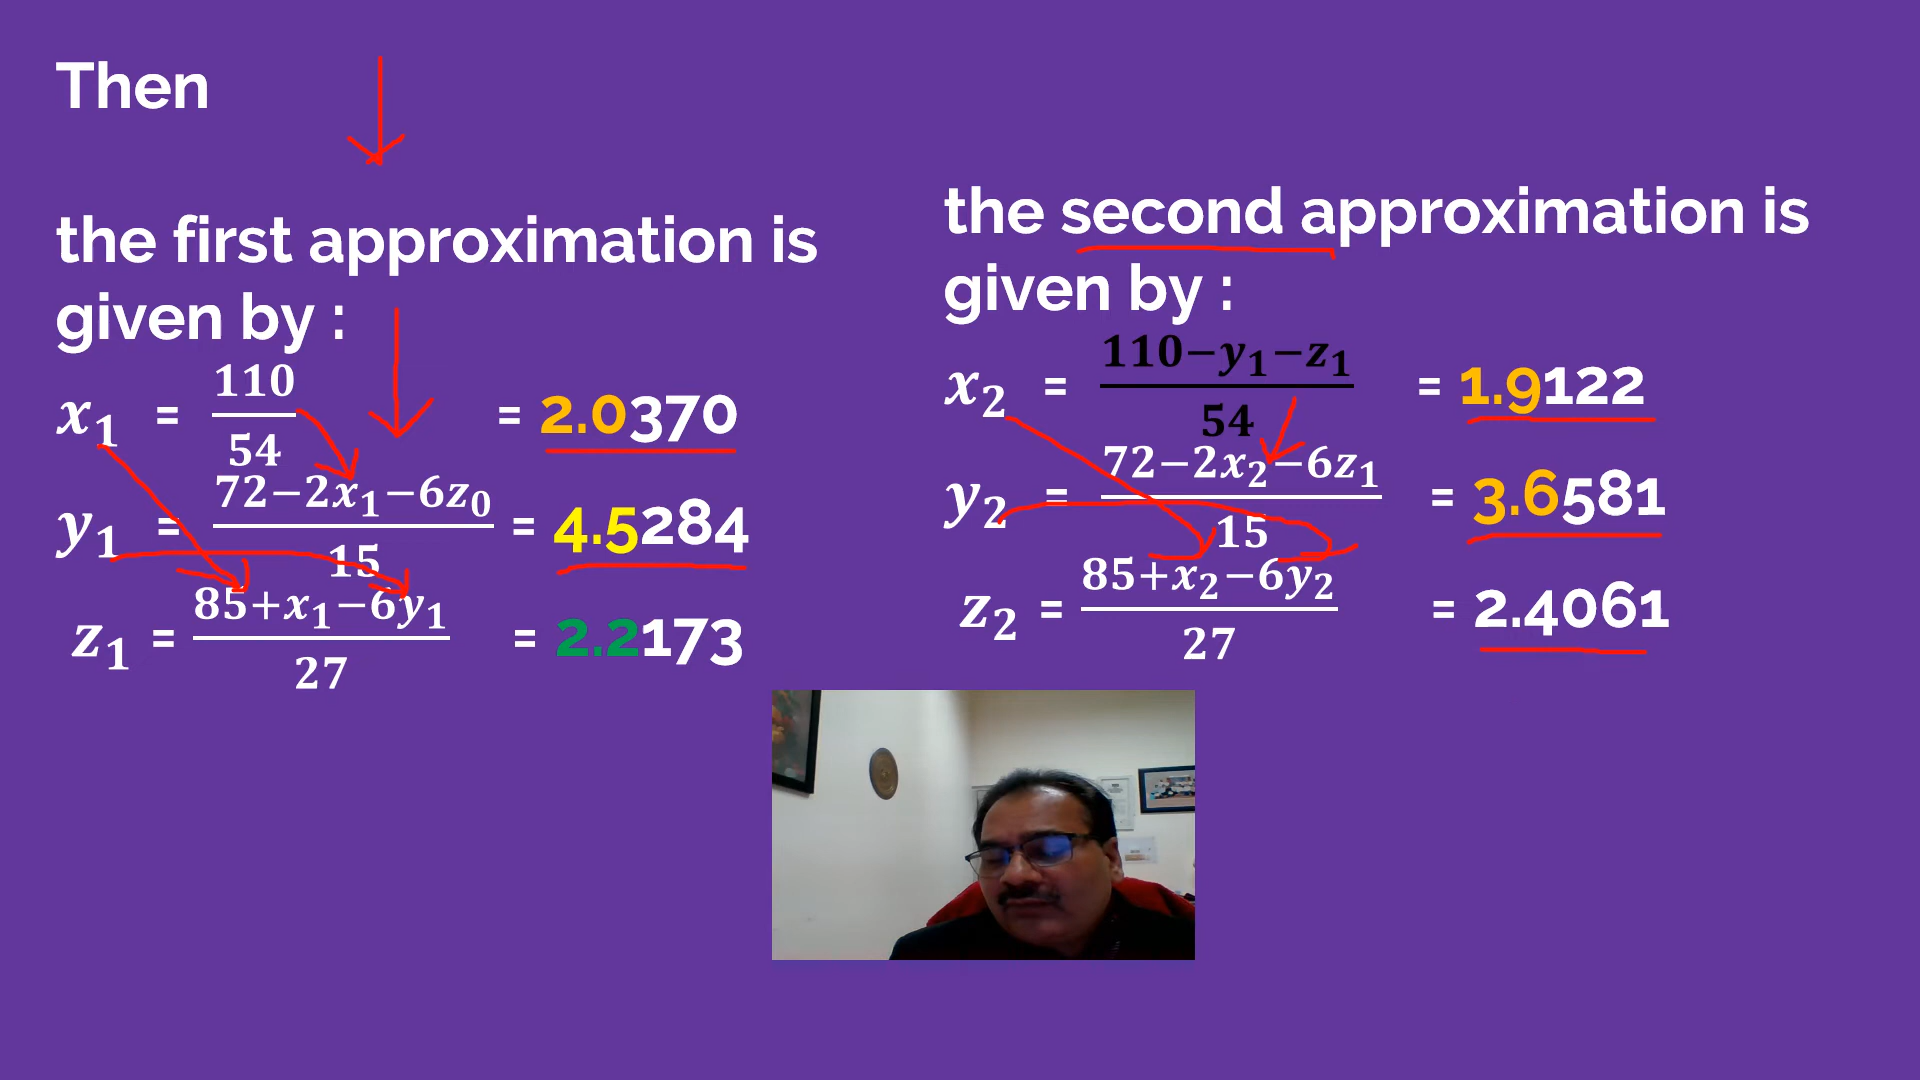 Then
the first approximation is
given by :
x₁ = 110/54 = 2.0370
y₁ = 72−2x₁−6z₀/15 = 4.5284
z₁ = 85+x₁−6y₁/27 = 2.2173
the second approximation is
given by :
x₂ = 110−y₁−z₁/54 = 1.9122
y₂ = 72−2x₂−6z₁/15 = 3.6581
z₂ = 85+x₂−6y₂/27 = 2.4061